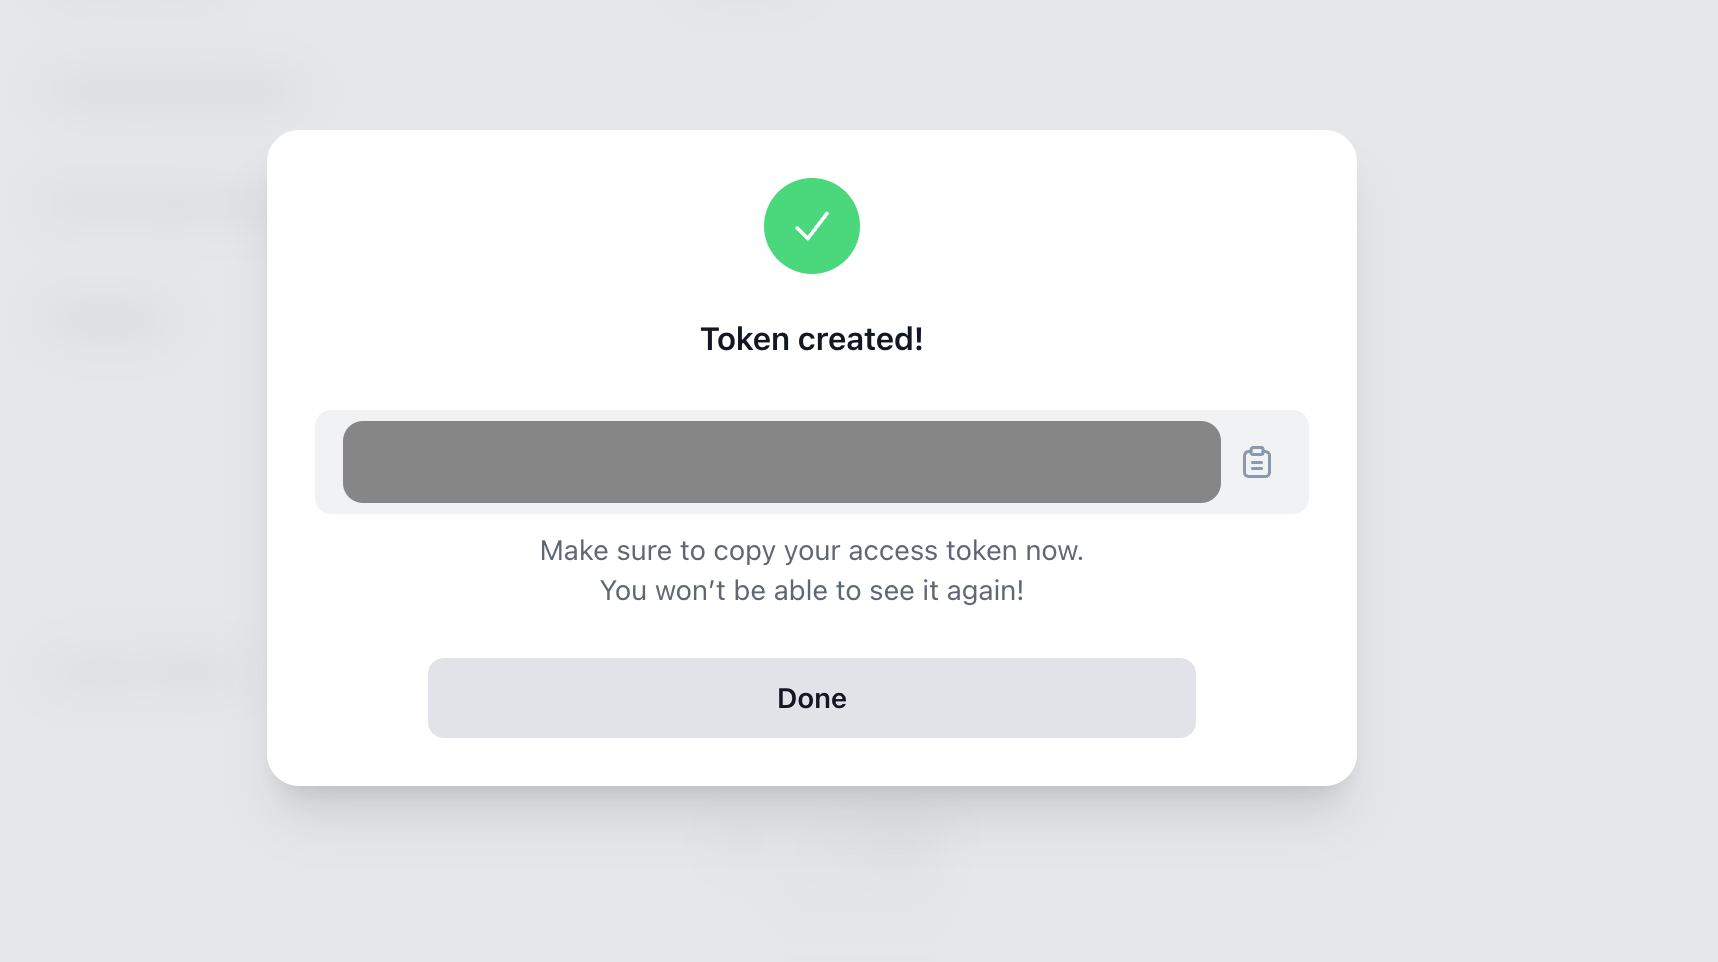 Token created!
Make sure to copy your access token now.
You won’t be able to see it again!
Done